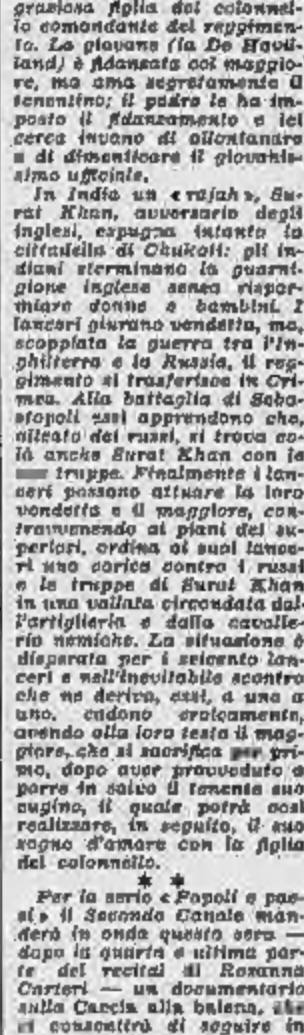 graziosa figlia del colonnel-
lo comandante del reggimen-
to. La giovane (la De Havil-
land) è fidanzata col maggio-
re, ma ama segretamente il
tenentino; il padre le ha im-
posto il fidanzamento e lei
cerca invano di allontanare
e di dimenticare il giovanis-
simo ufficiale.
In India un « rajah », Su-
rat Khan, avversario degli
inglesi, espugna intanto la
cittadella di Chukoti: gli in-
diani sterminano la guarni-
gione inglese senza rispar-
miare donne e bambini. I
lancieri giurano vendetta, ma,
scoppiata la guerra tra l'In-
ghilterra e la Russia, il reg-
gimento si trasferisce in Cri-
mea. Alla battaglia di Seba-
stopoli essi apprendono che,
alleato dei russi, si trova co-
là anche Surat Khan con le
truppe. Finalmente i lan-
ceri possono attuare la loro
vendetta e il maggiore, con-
travvenendo ai piani dei su-
periori, ordina ai suoi lance-
ri una carica contro i russi
e le truppe di Surat Khan
in una vallata circondata dal-
l'artiglieria e dalla cavalle-
ria nemiche. La situazione è
disperata per i seicento lan-
ceri e nell'inevitabile scontro
che ne deriva, essi, a uno a
uno, cadono eroicamente,
avendo alla loro testa il mag-
giore, che si sacrifica per pri-
mo, dopo aver provveduto a
porre in salvo il tenente suo
cugino, il quale potrà così
realizzare, in seguito, il suo
sogno d'amore con la figlia
del colonnello.
* *
Per la serie « Popoli e pae-
si » il Secondo Canale man-
derà in onda questa sera —
dopo la quarta e ultima par-
te del recital di Rosanna
Carteri — un documentario
sulla Caccia alla balena,
ci consentirà di seguire in